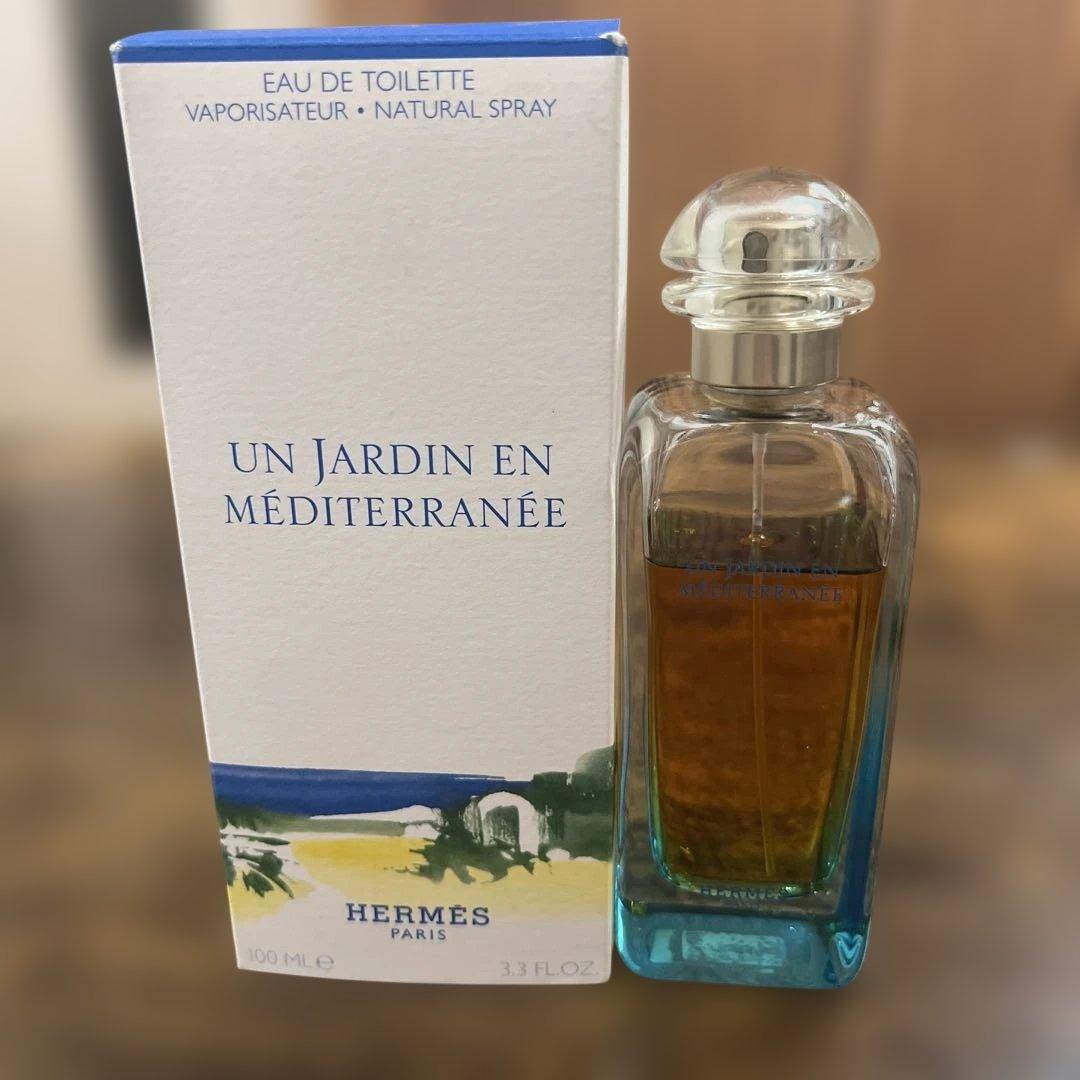 EAU DE TOILETTE
VAPORISATEUR • NATURAL SPRAY
UN JARDIN EN
MÉDITERRANÉE
HERMÈS
PARIS
100 ML ℮
3.3 FL.OZ.
UN JARDIN EN
MÉDITERRANÉE
HERMÈS